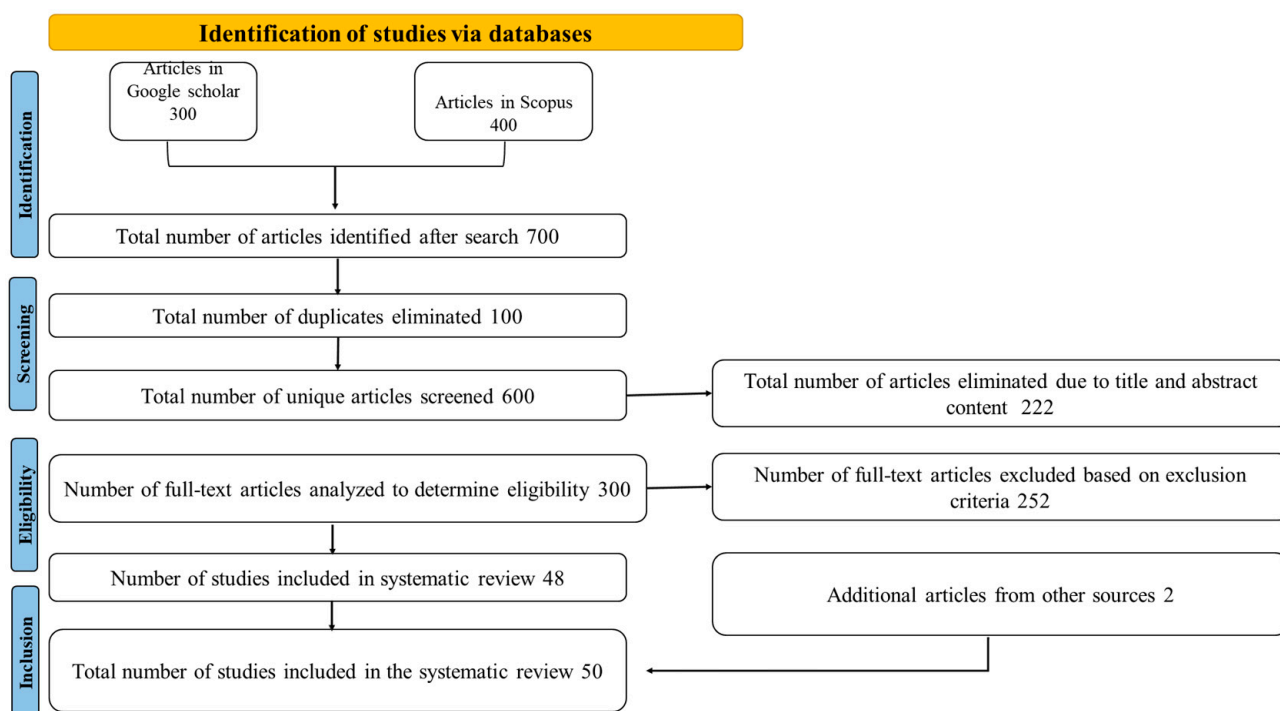 Identification of studies via databases
Articles in
Google scholar
300
Articles in Scopus
400
Identification
Total number of articles identified after search 700
Screening
Total number of duplicates eliminated 100
Total number of unique articles screened 600
Total number of articles eliminated due to title and abstract
content 222
Eligibility
Number of full-text articles analyzed to determine eligibility 300
Number of full-text articles excluded based on exclusion
criteria 252
Number of studies included in systematic review 48
Additional articles from other sources 2
Inclusion
Total number of studies included in the systematic review 50